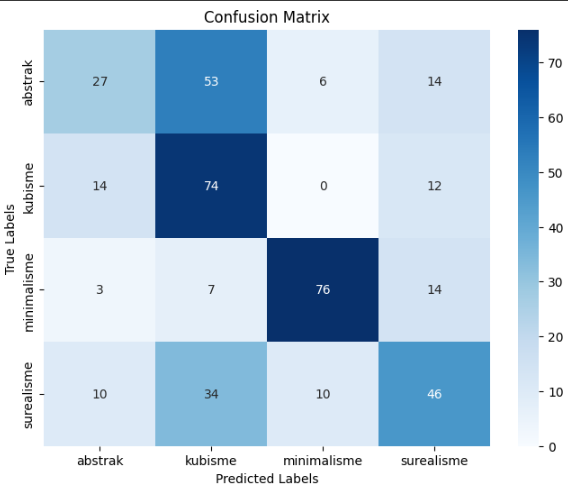 Confusion Matrix
True Labels
abstrak 27 53 6 14
kubisme 14 74 0 12
minimalisme 3 7 76 14
surealisme 10 34 10 46
abstrak kubisme minimalisme surealisme
Predicted Labels
70
60
50
40
30
20
10
0